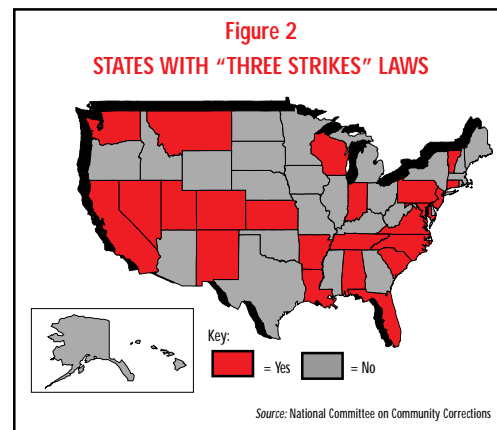 Figure 2
STATES WITH “THREE STRIKES” LAWS
Key:
= Yes = No
Source: National Committee on Community Corrections